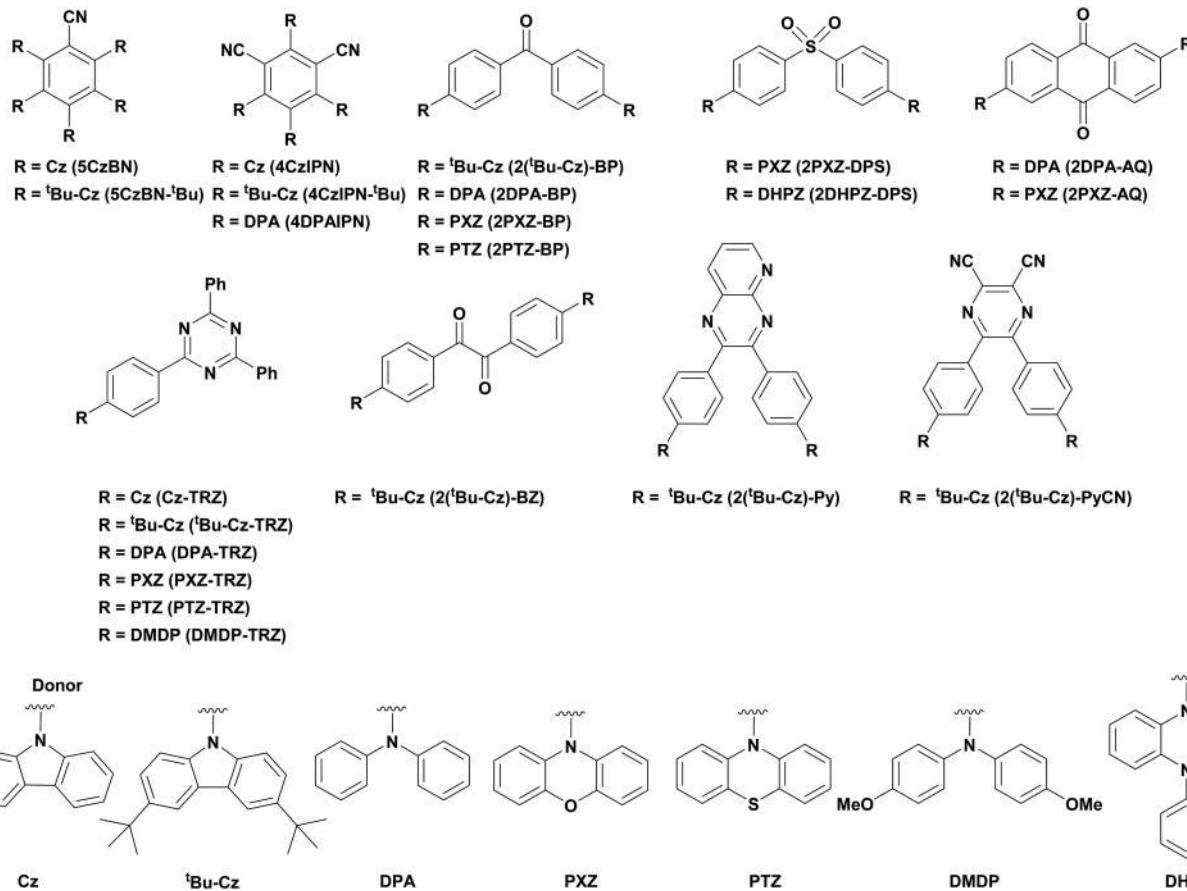 CN
R
R
R
R
R
NC
R
CN
R
R
R
O
R
R
O
O
S
R
R
O
R
R
O
R = Cz (5CzBN)
R = ᵗBu-Cz (5CzBN-ᵗBu)
R = Cz (4CzIPN)
R = ᵗBu-Cz (4CzIPN-ᵗBu)
R = DPA (4DPAIPN)
R = ᵗBu-Cz (2(ᵗBu-Cz)-BP)
R = DPA (2DPA-BP)
R = PXZ (2PXZ-BP)
R = PTZ (2PTZ-BP)
R = PXZ (2PXZ-DPS)
R = DHPZ (2DHPZ-DPS)
R = DPA (2DPA-AQ)
R = PXZ (2PXZ-AQ)
Ph
N
N
N
Ph
R
O
O
R
R
N
N
N
R
R
NC
CN
N
N
R
R
R = Cz (Cz-TRZ)
R = ᵗBu-Cz (ᵗBu-Cz-TRZ)
R = DPA (DPA-TRZ)
R = PXZ (PXZ-TRZ)
R = PTZ (PTZ-TRZ)
R = DMDP (DMDP-TRZ)
R = ᵗBu-Cz (2(ᵗBu-Cz)-BZ)
R = ᵗBu-Cz (2(ᵗBu-Cz)-Py)
R = ᵗBu-Cz (2(ᵗBu-Cz)-PyCN)
Donor
N
N
N
N
O
N
S
N
MeO
OMe
N
N
Cz
ᵗBu-Cz
DPA
PXZ
PTZ
DMDP
DH